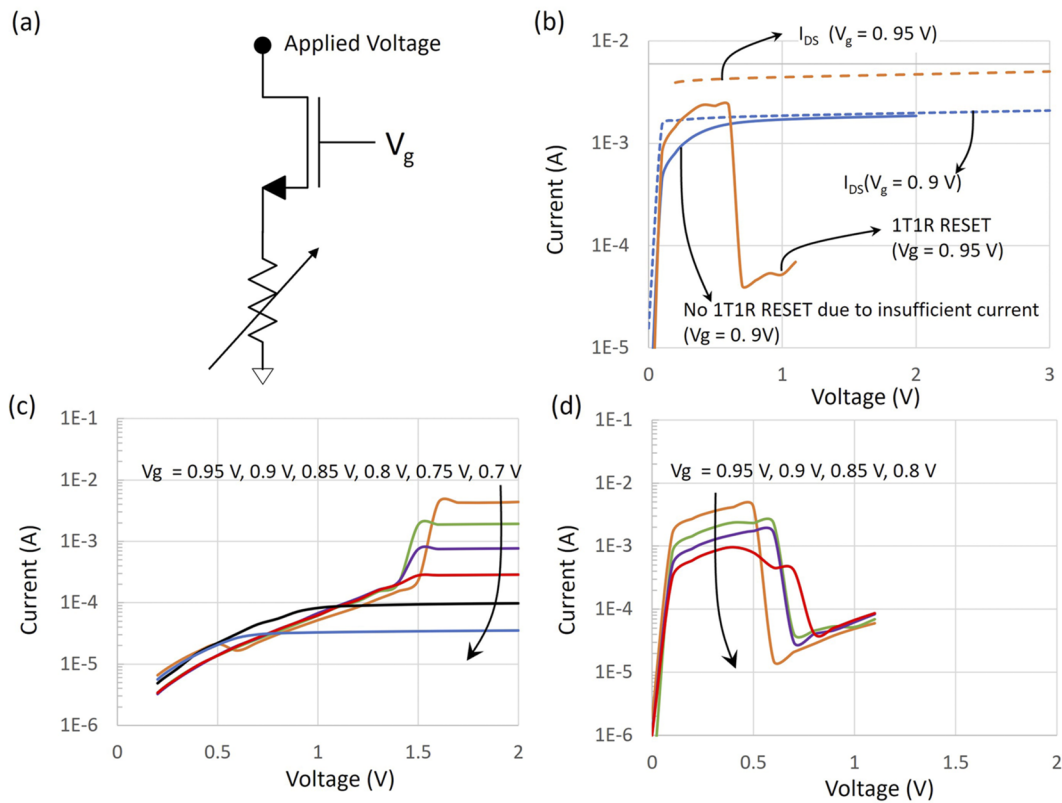 (a)
Applied Voltage
Vg
(b)
IDS (Vg = 0. 95 V)
1E-2
1E-3
1E-4
1E-5
Current (A)
IDS(Vg = 0. 9 V)
1T1R RESET
(Vg = 0. 95 V)
No 1T1R RESET due to insufficient current
(Vg = 0. 9V)
0 1 2 3
Voltage (V)
(c)
1E-1
1E-2
1E-3
1E-4
1E-5
1E-6
Current (A)
Vg = 0.95 V, 0.9 V, 0.85 V, 0.8 V, 0.75 V, 0.7 V
0 0.5 1 1.5 2
Voltage (V)
(d)
1E-1
1E-2
1E-3
1E-4
1E-5
1E-6
Current (A)
Vg = 0.95 V, 0.9 V, 0.85 V, 0.8 V
0 0.5 1 1.5 2
Voltage (V)